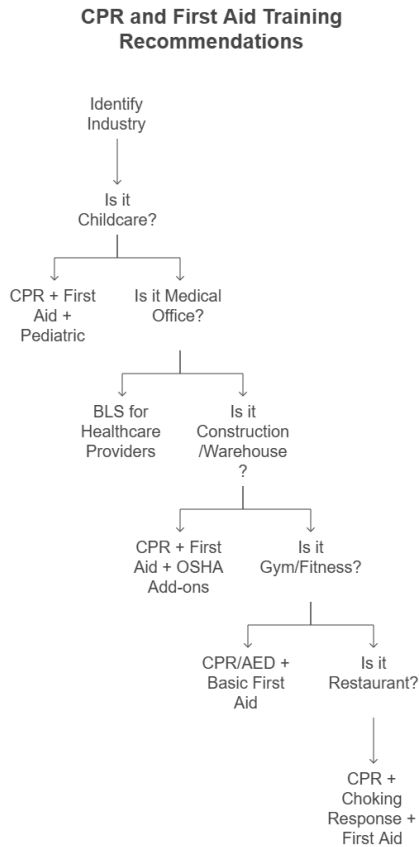 CPR and First Aid Training
Recommendations
Identify
Industry
Is it
Childcare?
CPR + First
Aid +
Pediatric
Is it Medical
Office?
BLS for
Healthcare
Providers
Is it
Construction
/Warehouse
?
CPR + First
Aid + OSHA
Add-ons
Is it
Gym/Fitness?
CPR/AED +
Basic First
Aid
Is it
Restaurant?
CPR +
Choking
Response +
First Aid